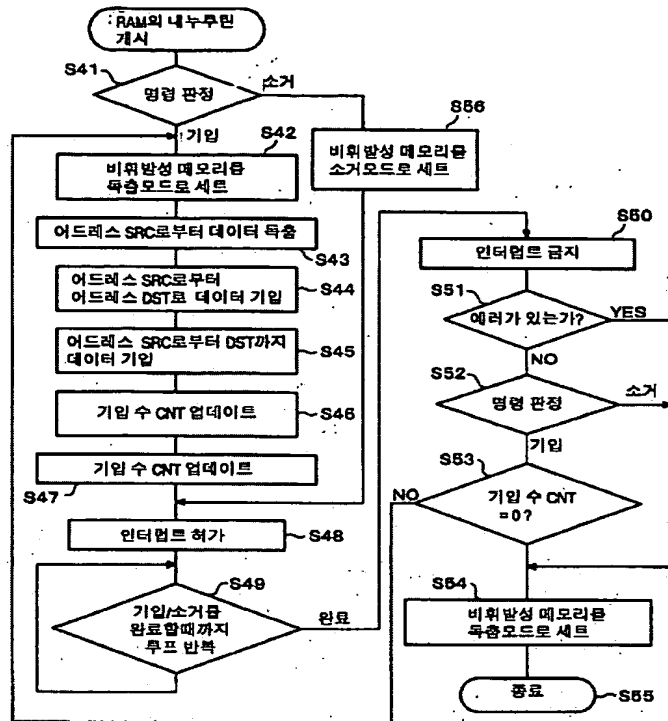 RAM의 내누우린
개시
S41
명령 판정
소거
기입
S42
비휘발성 메모리를
독출모드로 세트
어드레스 SRC로부터 데이터 독출
S43
어드레스 SRC로부터
어드레스 DST로 데이터 기입
S44
어드레스 SRC로부터 DST까지
데이터 기입
S45
기입 수 CNT 업데이트
S46
기입 수 CNT 업데이트
S47
인터럽트 허가
S48
S49
기입/소거를
완료할때까지
루프 반복
완료
S56
비휘발성 메모리를
소거모드로 세트
S50
인터럽트 금지
S51
에러가 있는가?
YES
NO
S52
명령 판정
소거
기입
S53
NO
기입 수 CNT
=0?
S54
비휘발성 메모리를
독출모드로 세트
종료
S55